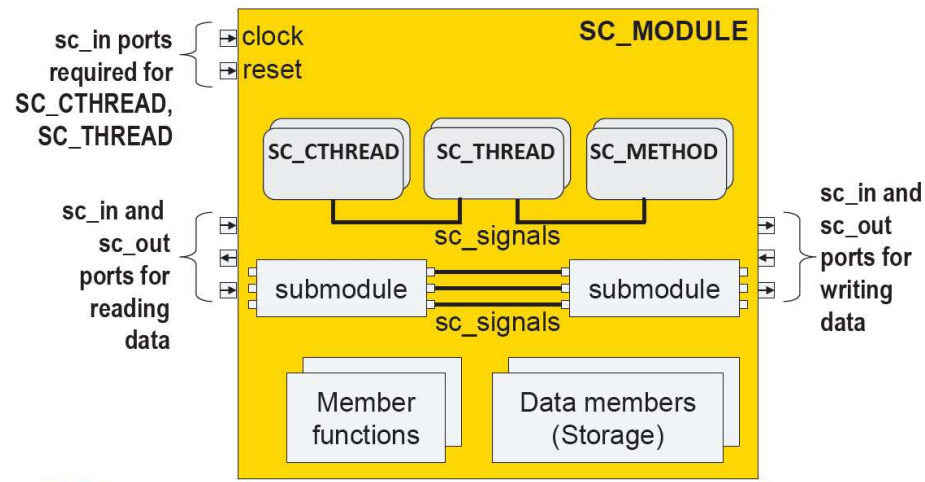 sc_in ports
required for
SC_CTHREAD,
SC_THREAD
clock
reset
SC_MODULE
SC_CTHREAD
SC_THREAD
SC_METHOD
sc_signals
sc_in and
sc_out
ports for
reading
data
submodule
submodule
sc_signals
sc_in and
sc_out
ports for
writing
data
Member
functions
Data members
(Storage)